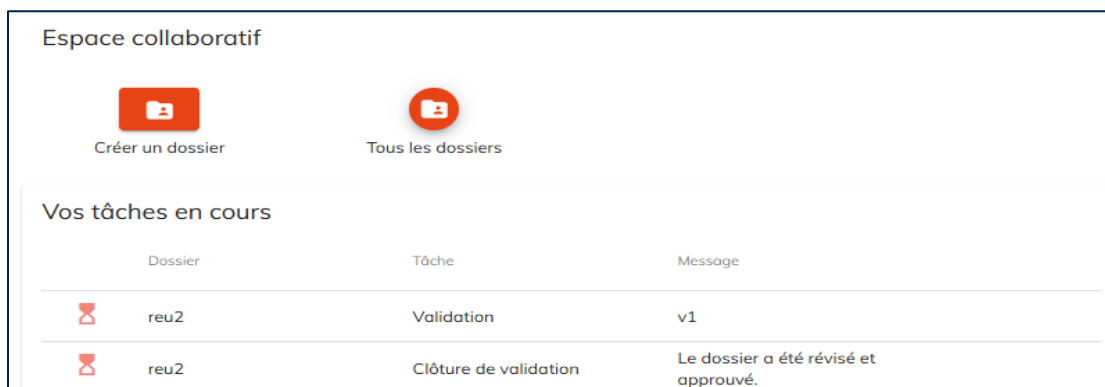 Espace collaboratif
Créer un dossier
Tous les dossiers
Vos tâches en cours
Dossier
Tâche
Message
reu2
Validation
v1
reu2
Clôture de validation
Le dossier a été révisé et
approuvé.